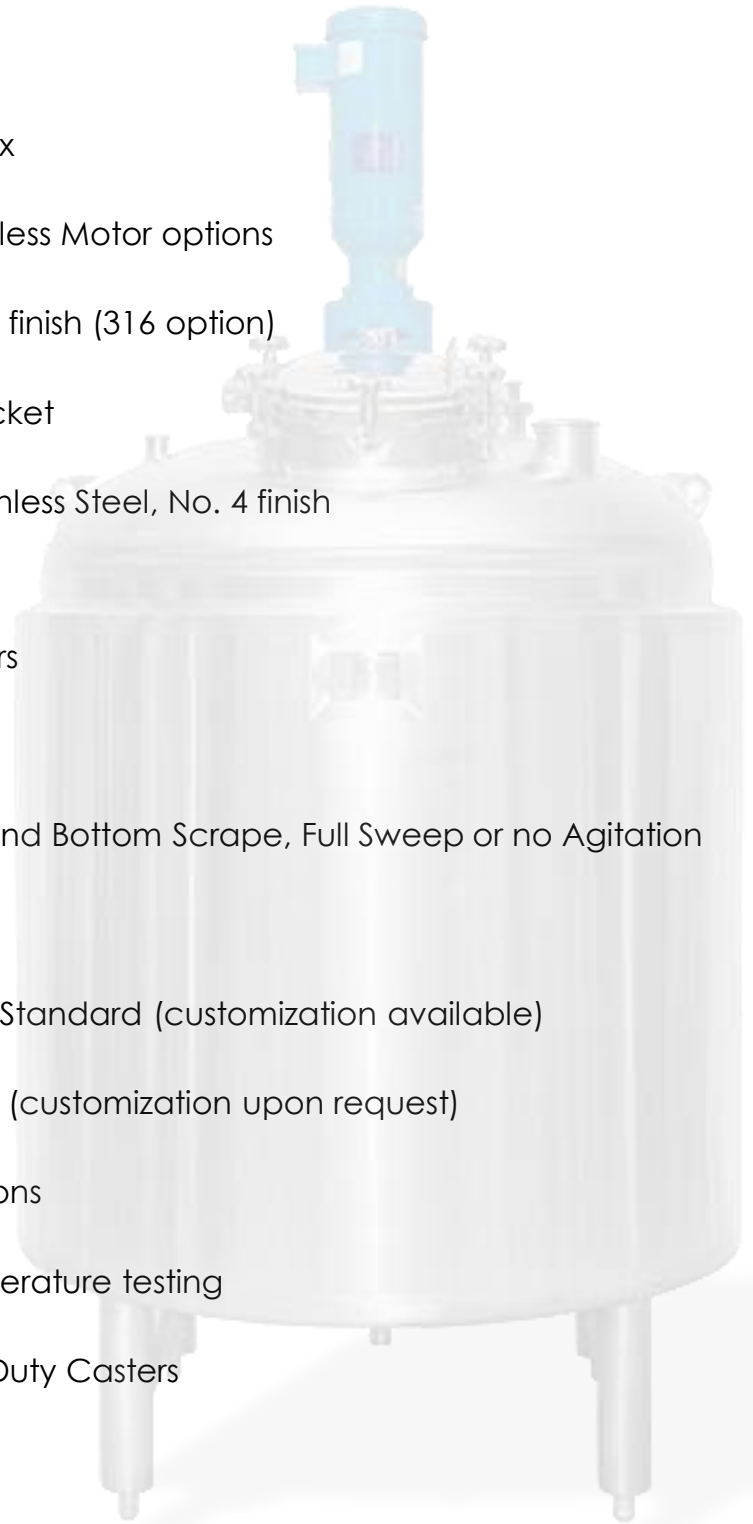 x
less Motor options
finish (316 option)
cket
nless Steel, No. 4 finish
rs
nd Bottom Scrape, Full Sweep or no Agitation
Standard (customization available)
(customization upon request)
ons
erature testing
Duty Casters